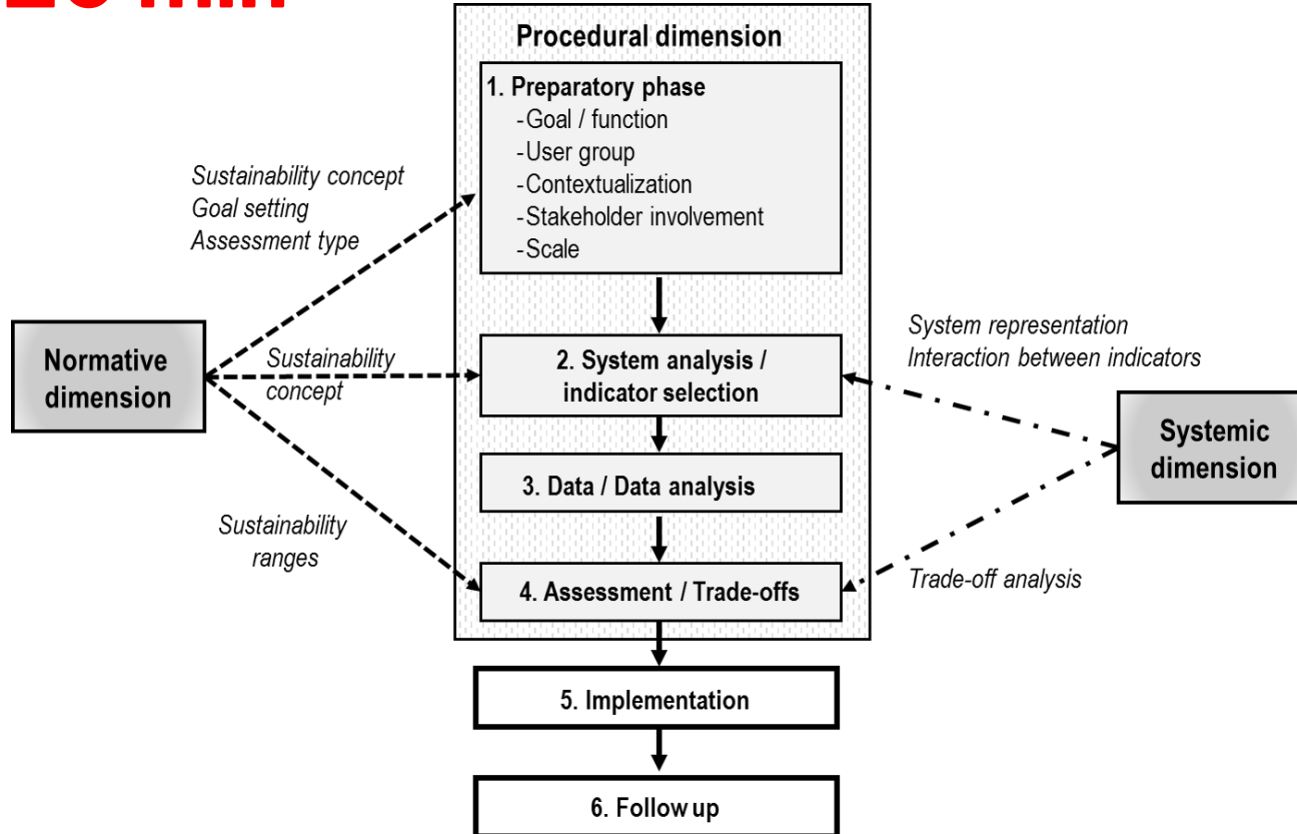 Procedural dimension
1. Preparatory phase
-Goal / function
-User group
-Contextualization
-Stakeholder involvement
-Scale
Sustainability concept
Goal setting
Assessment type
Normative
dimension
Sustainability
concept
2. System analysis /
indicator selection
System representation
Interaction between indicators
Systemic
dimension
3. Data / Data analysis
Sustainability
ranges
4. Assessment / Trade-offs
Trade-off analysis
5. Implementation
6. Follow up